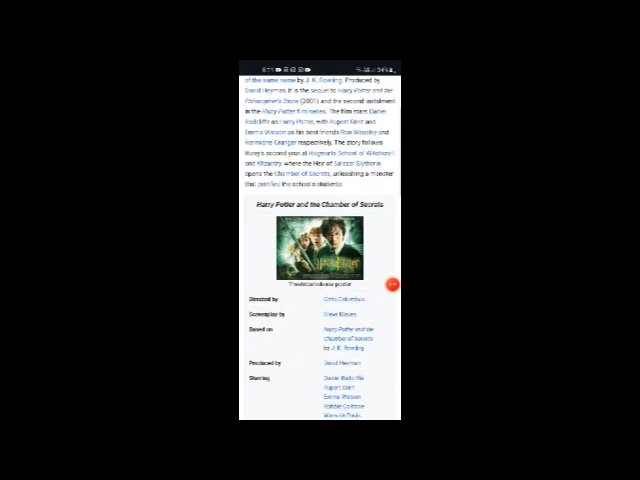 of the same name by J. K. Rowling. Produced by
David Heyman, it is the sequel to Harry Potter and the
Philosopher's Stone (2001) and the second instalment
in the Harry Potter film series. The film stars Daniel
Radcliffe as Harry Potter, with Rupert Grint and
Emma Watson as his best friends Ron Weasley and
Hermione Granger respectively. The story follows
Harry's second year at Hogwarts School of Witchcraft
and Wizardry, where the Heir of Salazar Slytherin
opens the Chamber of Secrets, unleashing a monster
that petrifies the school's students.
Harry Potter and the Chamber of Secrets
HARRY POTTER
Theatrical release poster
Directed by Chris Columbus
Screenplay by Steve Kloves
Based on Harry Potter and the
Chamber of Secrets
by J. K. Rowling
Produced by David Heyman
Starring Daniel Radcliffe
Rupert Grint
Emma Watson
Robbie Coltrane
Warwick Davis